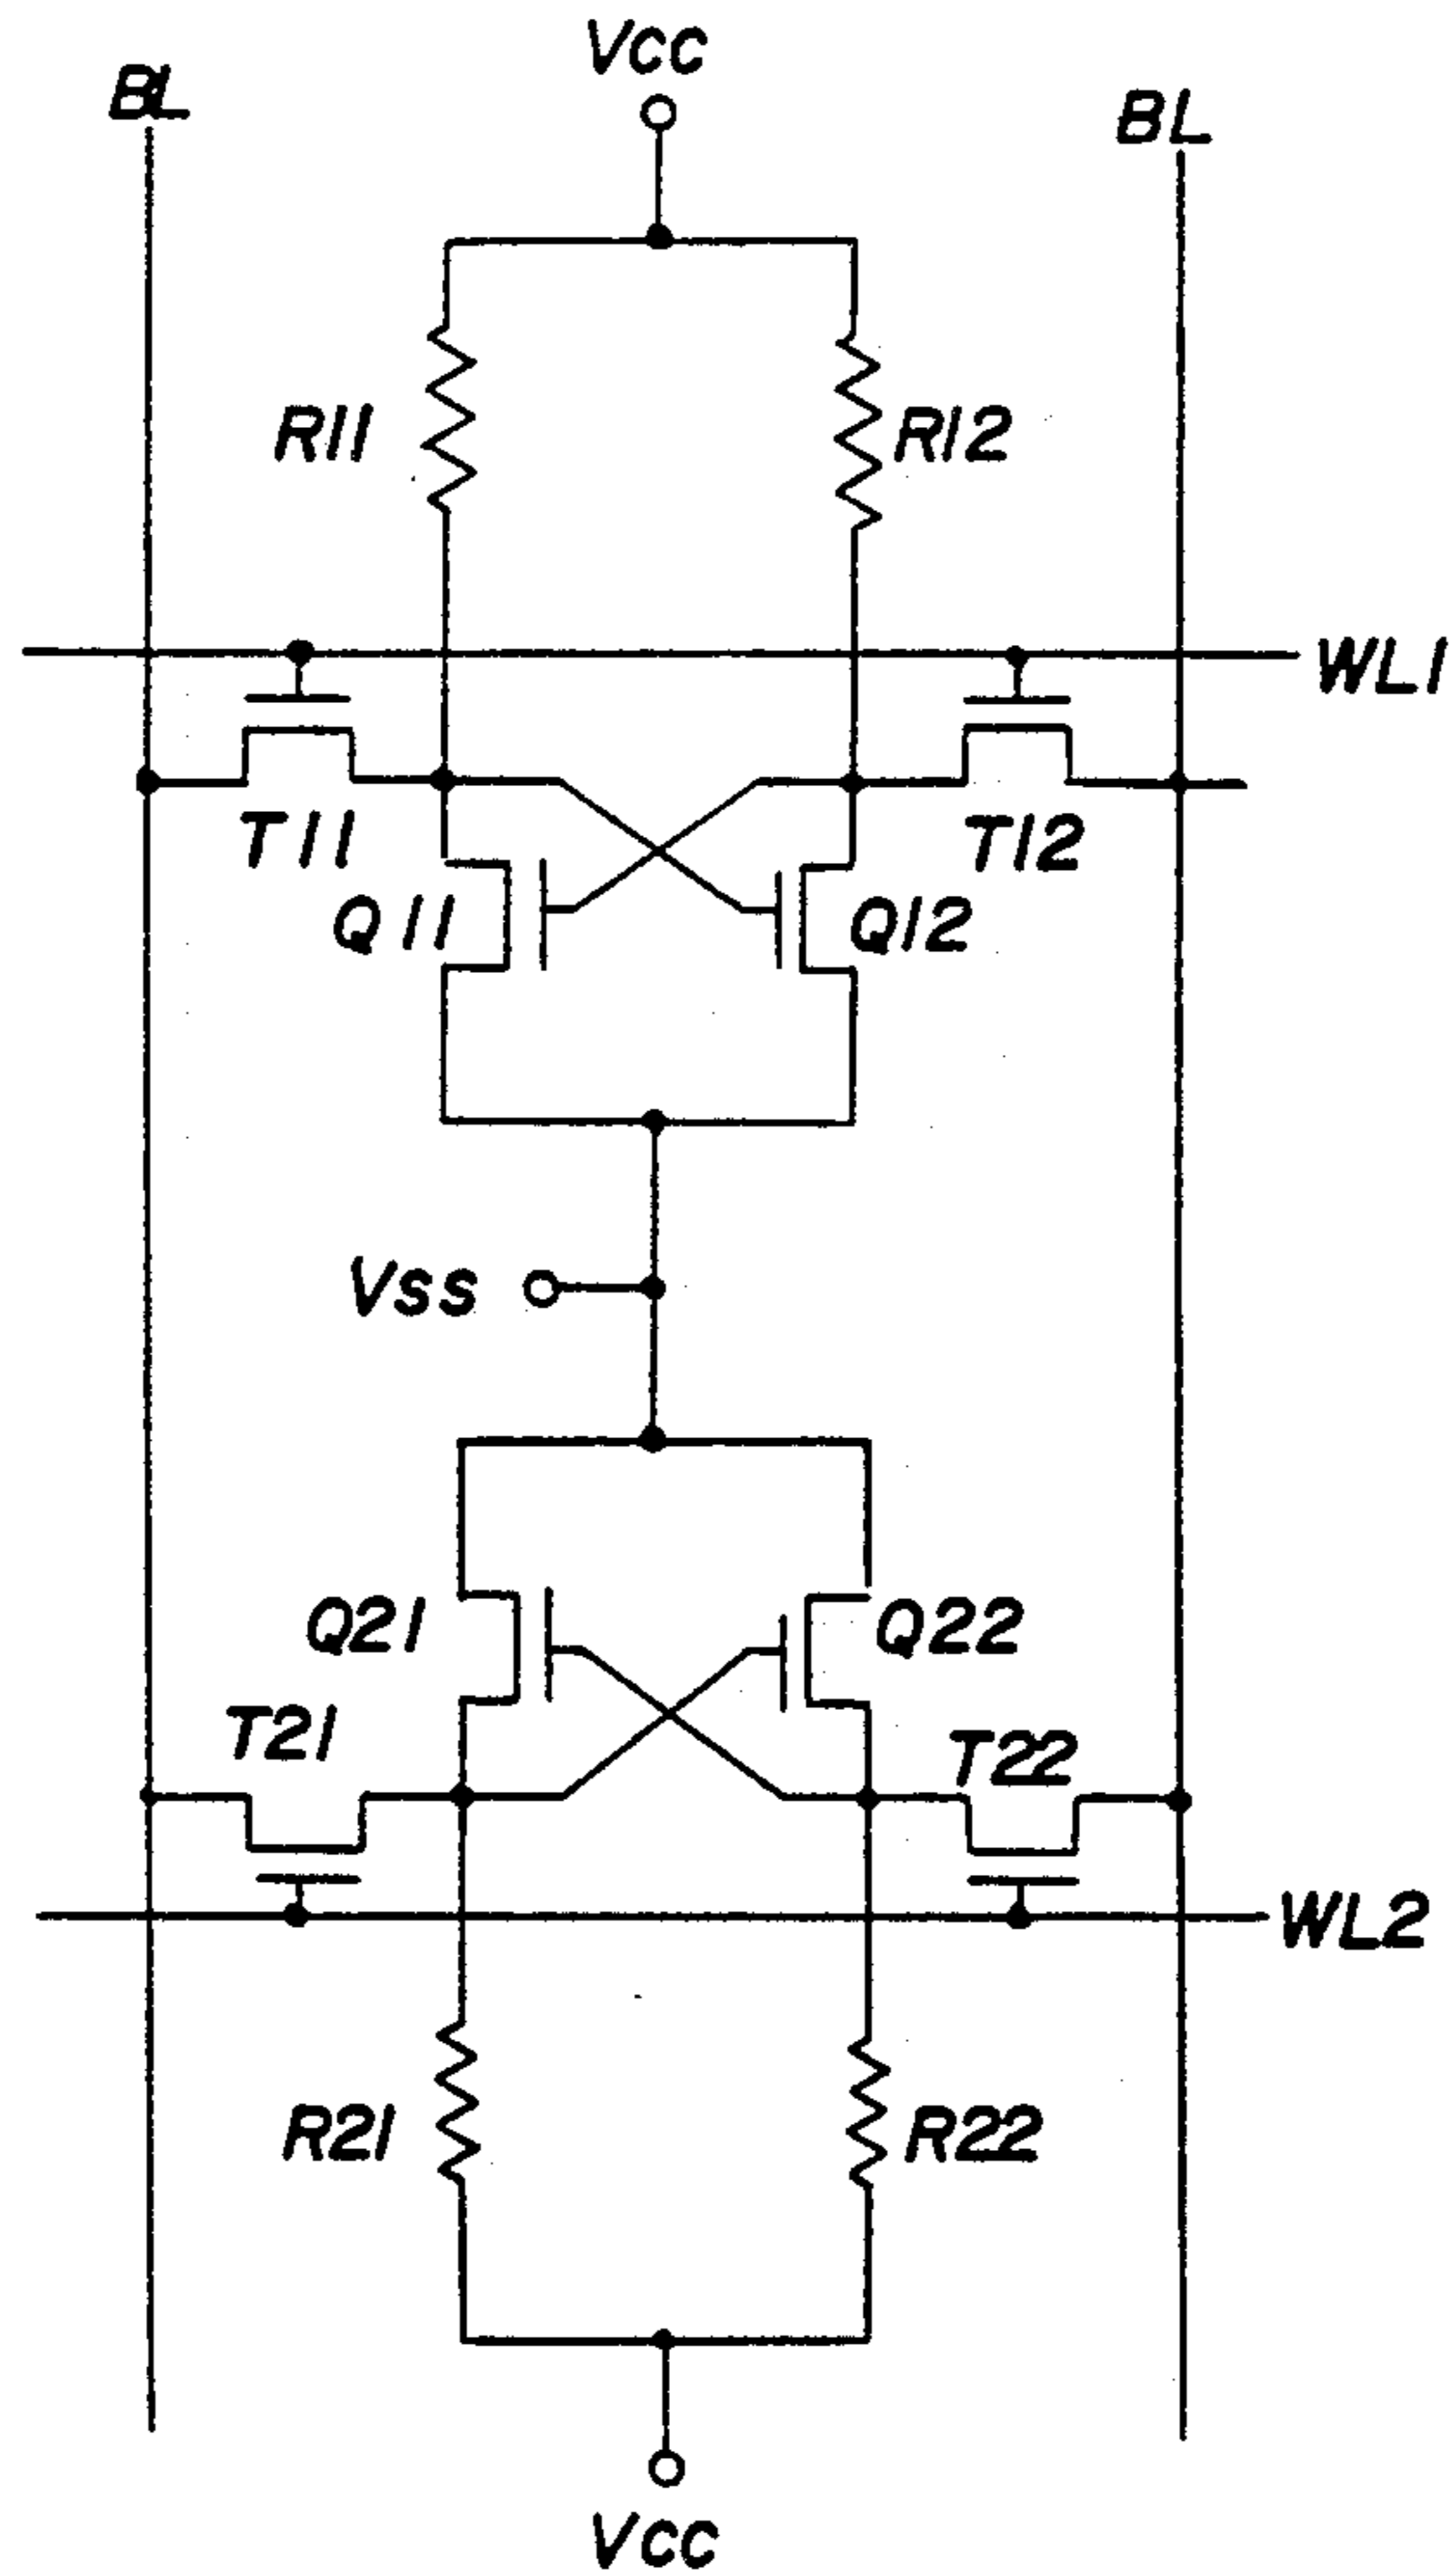 VCC
BL
BL
R11
R12
WL1
T11
T12
Q11
Q12
VSS
Q21
Q22
T21
T22
WL2
R21
R22
VCC